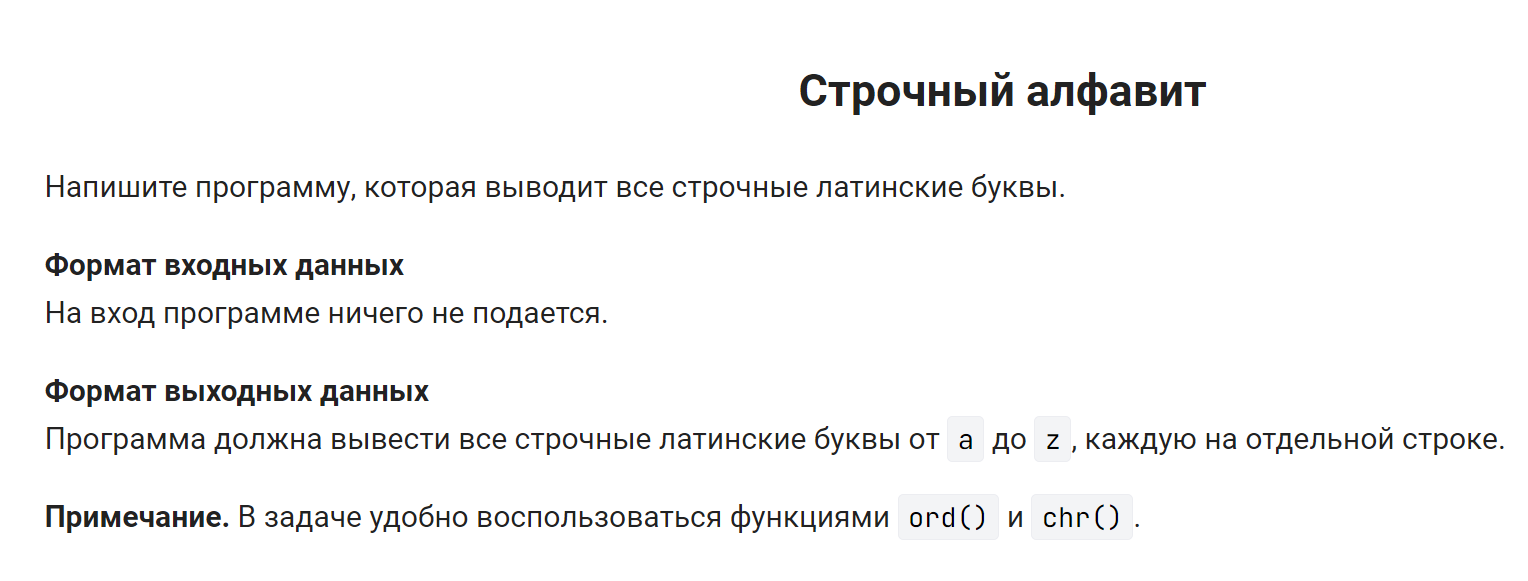 Строчный алфавит
Напишите программу, которая выводит все строчные латинские буквы.
Формат входных данных
На вход программе ничего не подается.
Формат выходных данных
Программа должна вывести все строчные латинские буквы от a до z, каждую на отдельной строке.
Примечание. В задаче удобно воспользоваться функциями ord() и chr().